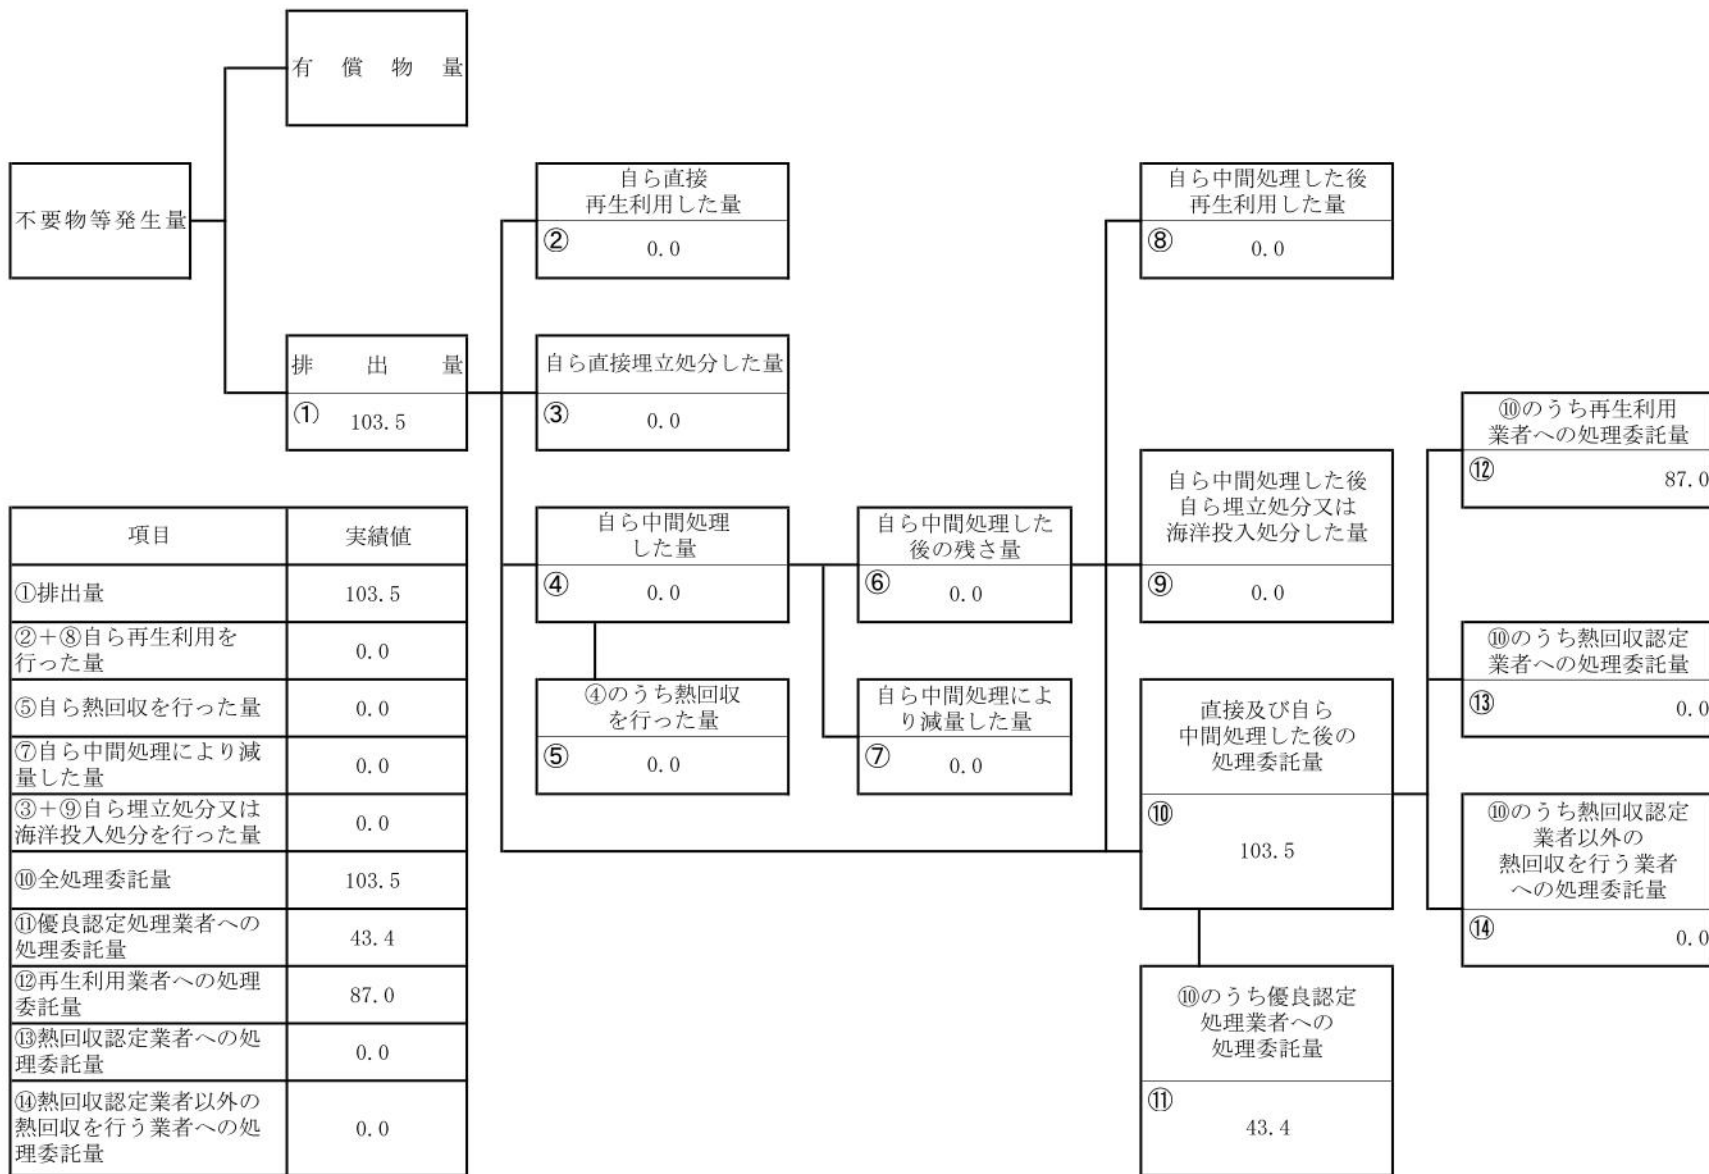 有償物量
不要物等発生量
自ら直接
再生利用した量
②
0.0
自ら中間処理した後
再生利用した量
⑧
0.0
排出量
①
103.5
自ら直接埋立処分した量
③
0.0
⑩のうち再生利用
業者への処理委託量
⑫
87.0
自ら中間処理
した量
④
0.0
自ら中間処理した
後の残さ量
⑥
0.0
自ら中間処理した後
自ら埋立処分又は
海洋投入処分した量
⑨
0.0
⑩のうち熱回収認定
業者への処理委託量
⑬
0.0
④のうち熱回収
を行った量
⑤
0.0
自ら中間処理によ
り減量した量
⑦
0.0
直接及び自ら
中間処理した後の
処理委託量
⑩
103.5
⑩のうち熱回収認定
業者以外の
熱回収を行う業者
への処理委託量
⑭
0.0
⑩のうち優良認定
処理業者への
処理委託量
⑪
43.4
項目 実績値
①排出量 103.5
②+⑧自ら再生利用を
行った量 0.0
⑤自ら熱回収を行った量 0.0
⑦自ら中間処理により減
量した量 0.0
③+⑨自ら埋立処分又は
海洋投入処分を行った量 0.0
⑩全処理委託量 103.5
⑪優良認定処理業者への
処理委託量 43.4
⑫再生利用業者への処理
委託量 87.0
⑬熱回収認定業者への処
理委託量 0.0
⑭熱回収認定業者以外の
熱回収を行う業者への処
理委託量 0.0